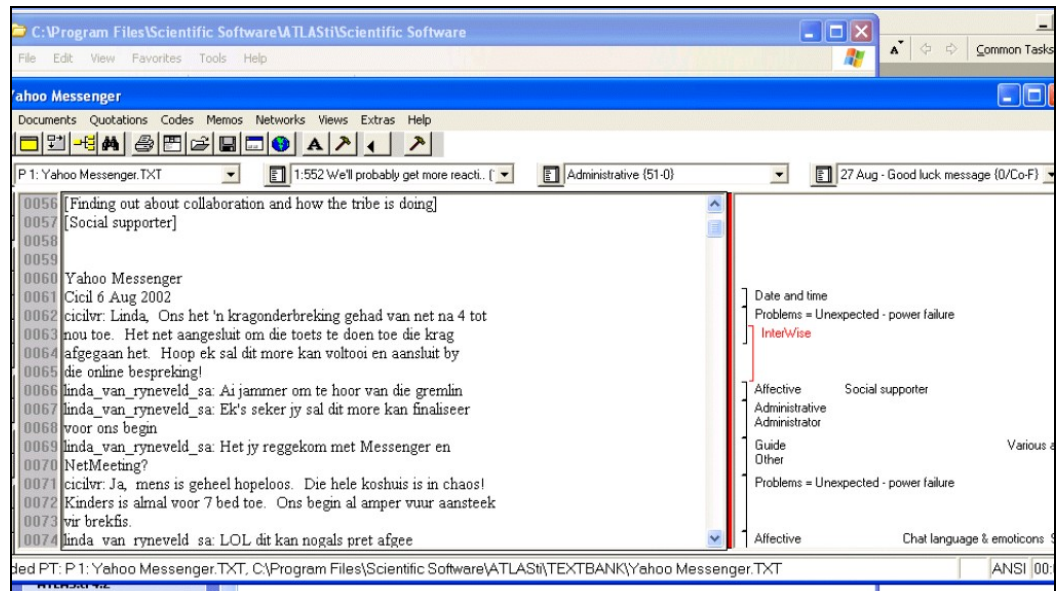 C:\Program Files\Scientific Software\ATLASti\Scientific Software
File Edit View Favorites Tools Help
Common Tasks
Yahoo Messenger
Documents Quotations Codes Memos Networks Views Extras Help
P 1: Yahoo Messenger.TXT 1:552 We'll probably get more reacti.. ( Administrative {51-0} 27 Aug - Good luck message {0/Co-F}
0056 [Finding out about collaboration and how the tribe is doing]
0057 [Social supporter]
0058
0059
0060 Yahoo Messenger
0061 Cicil 6 Aug 2002 Date and time
0062 cicilvr: Linda, Ons het 'n kragonderbreking gehad van net na 4 tot Problems = Unexpected - power failure
0063 nou toe. Het net aangesluit om die toets te doen toe die krag InterWise
0064 afgegaan het. Hoop ek sal dit more kan voltooi en aansluit by
0065 die online bespreking!
0066 linda_van_ryneveld_sa: Ai jammer om te hoor van die gremlin Affective Social supporter
0067 linda_van_ryneveld_sa: Ek's seker jy sal dit more kan finaliseer Administrative
0068 voor ons begin Administrator
0069 linda_van_ryneveld_sa: Het jy reggekom met Messenger en Guide Various
0070 NetMeeting? Other
0071 cicilvr: Ja, mens is geheel hopeloos. Die hele koshuis is in chaos! Problems = Unexpected - power failure
0072 Kinders is almal voor 7 bed toe. Ons begin al amper vuur aansteek
0073 vir brekfis.
0074 linda_van_ryneveld_sa: LOL dit kan nogals pret afgee Affective Chat language & emoticons S
ded PT: P 1: Yahoo Messenger.TXT, C:\Program Files\Scientific Software\ATLASti\TEXTBANK\Yahoo Messenger.TXT ANSI 00: